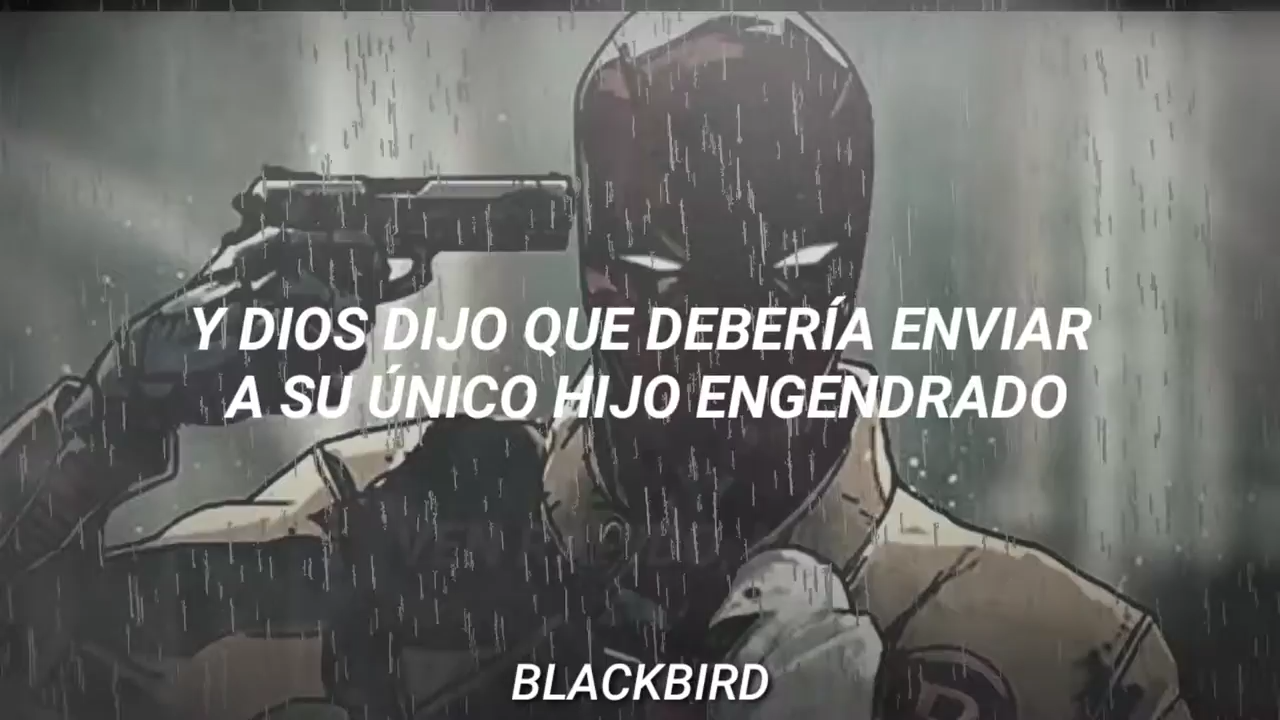 Y DIOS DIJO QUE DEBERÍA ENVIAR
A SU ÚNICO HIJO ENGENDRADO
BLACKBIRD